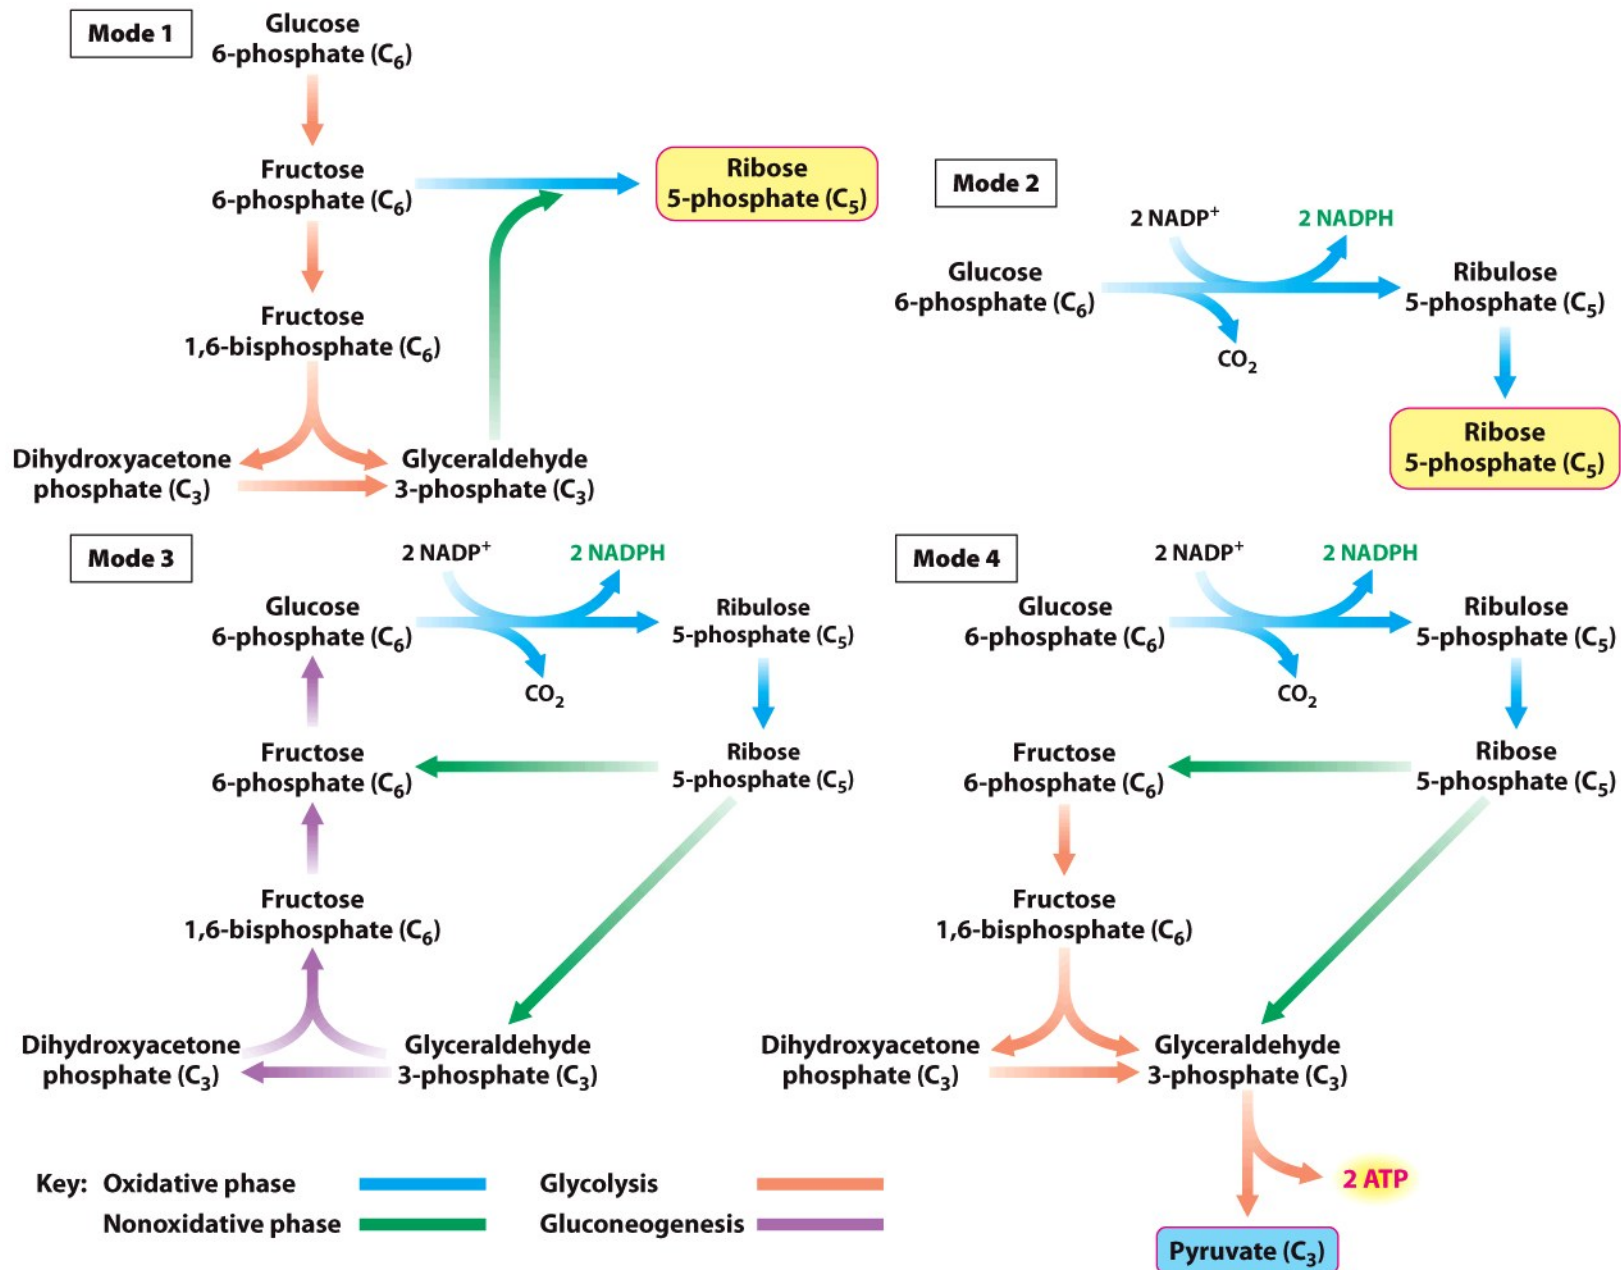 Mode 1
Glucose
6-phosphate (C₆)
Fructose
6-phosphate (C₆)
Ribose
5-phosphate (C₅)
Fructose
1,6-bisphosphate (C₆)
Dihydroxyacetone
phosphate (C₃)
Glyceraldehyde
3-phosphate (C₃)
Mode 2
2 NADP⁺
2 NADPH
Glucose
6-phosphate (C₆)
Ribulose
5-phosphate (C₅)
CO₂
Ribose
5-phosphate (C₅)
Mode 3
2 NADP⁺
2 NADPH
Glucose
6-phosphate (C₆)
Ribulose
5-phosphate (C₅)
CO₂
Fructose
6-phosphate (C₆)
Ribose
5-phosphate (C₅)
Fructose
1,6-bisphosphate (C₆)
Dihydroxyacetone
phosphate (C₃)
Glyceraldehyde
3-phosphate (C₃)
Mode 4
2 NADP⁺
2 NADPH
Glucose
6-phosphate (C₆)
Ribulose
5-phosphate (C₅)
CO₂
Fructose
6-phosphate (C₆)
Ribose
5-phosphate (C₅)
Fructose
1,6-bisphosphate (C₆)
Dihydroxyacetone
phosphate (C₃)
Glyceraldehyde
3-phosphate (C₃)
2 ATP
Pyruvate (C₃)
Key: Oxidative phase
Glycolysis
Nonoxidative phase
Gluconeogenesis